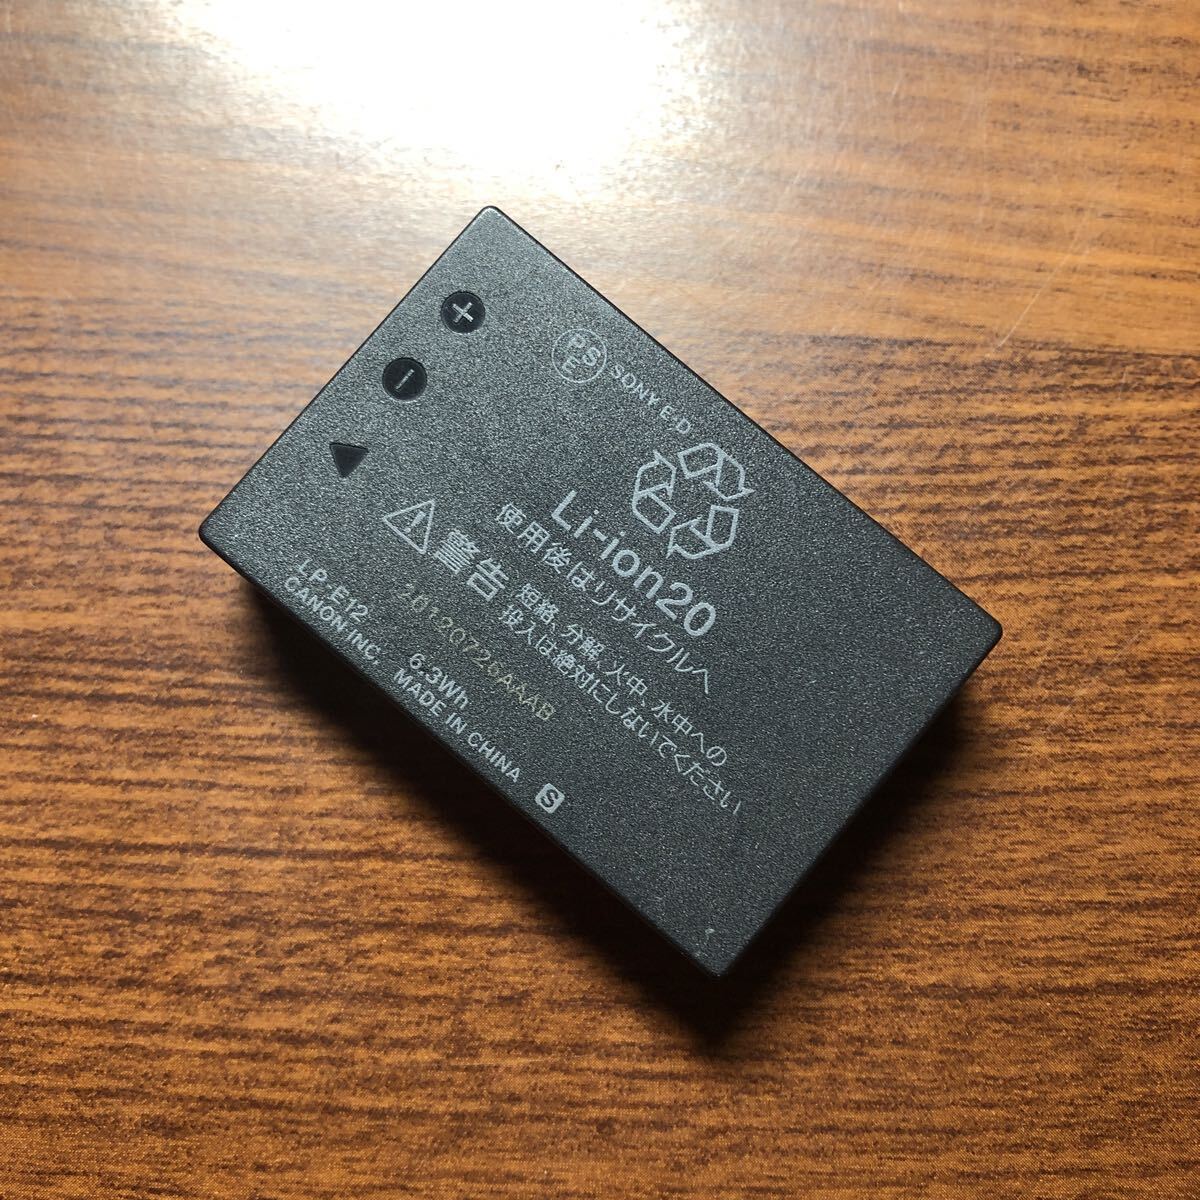 +
-
PSE SONY E·D
Li-ion20
使用後はリサイクルへ
警告
短絡、分解、火中、水中への
投入は絶対にしないでください
20120726AAAB
LP-E12 6.3Wh
CANON INC. MADE IN CHINA S